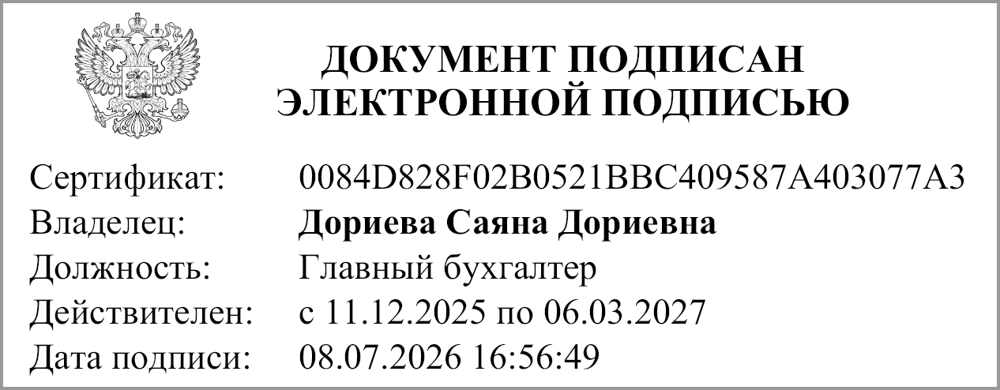 ДОКУМЕНТ ПОДПИСАН
ЭЛЕКТРОННОЙ ПОДПИСЬЮ
Сертификат: 0084D828F02B0521BBC409587A403077A3
Владелец: Дориева Саяна Дориевна
Должность: Главный бухгалтер
Действителен: с 11.12.2025 по 06.03.2027
Дата подписи: 08.07.2026 16:56:49